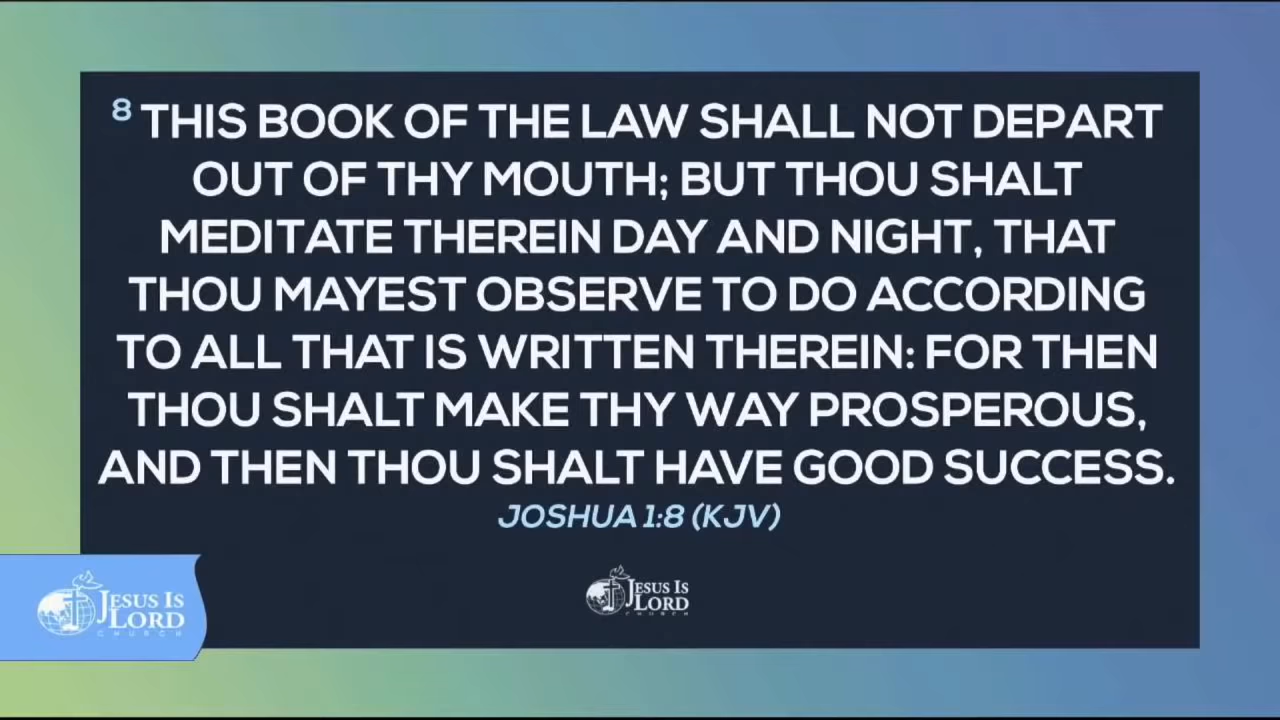 8 THIS BOOK OF THE LAW SHALL NOT DEPART
OUT OF THY MOUTH; BUT THOU SHALT
MEDITATE THEREIN DAY AND NIGHT, THAT
THOU MAYEST OBSERVE TO DO ACCORDING
TO ALL THAT IS WRITTEN THEREIN: FOR THEN
THOU SHALT MAKE THY WAY PROSPEROUS,
AND THEN THOU SHALT HAVE GOOD SUCCESS.
JOSHUA 1:8 (KJV)
JESUS IS
LORD
CHURCH
JESUS IS
LORD
CHURCH